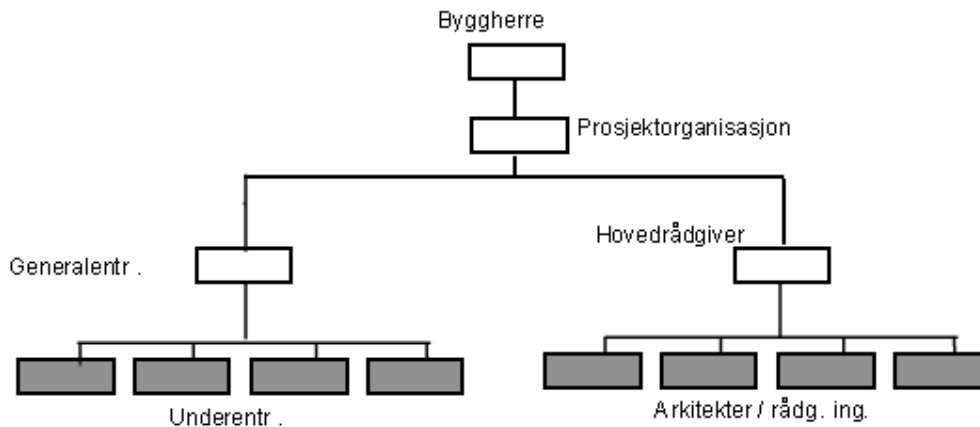 Byggherre
Prosjektorganisasjon
Hovedrådgiver
Generalentr .
Underentr .
Arkitekter / rådg. ing.